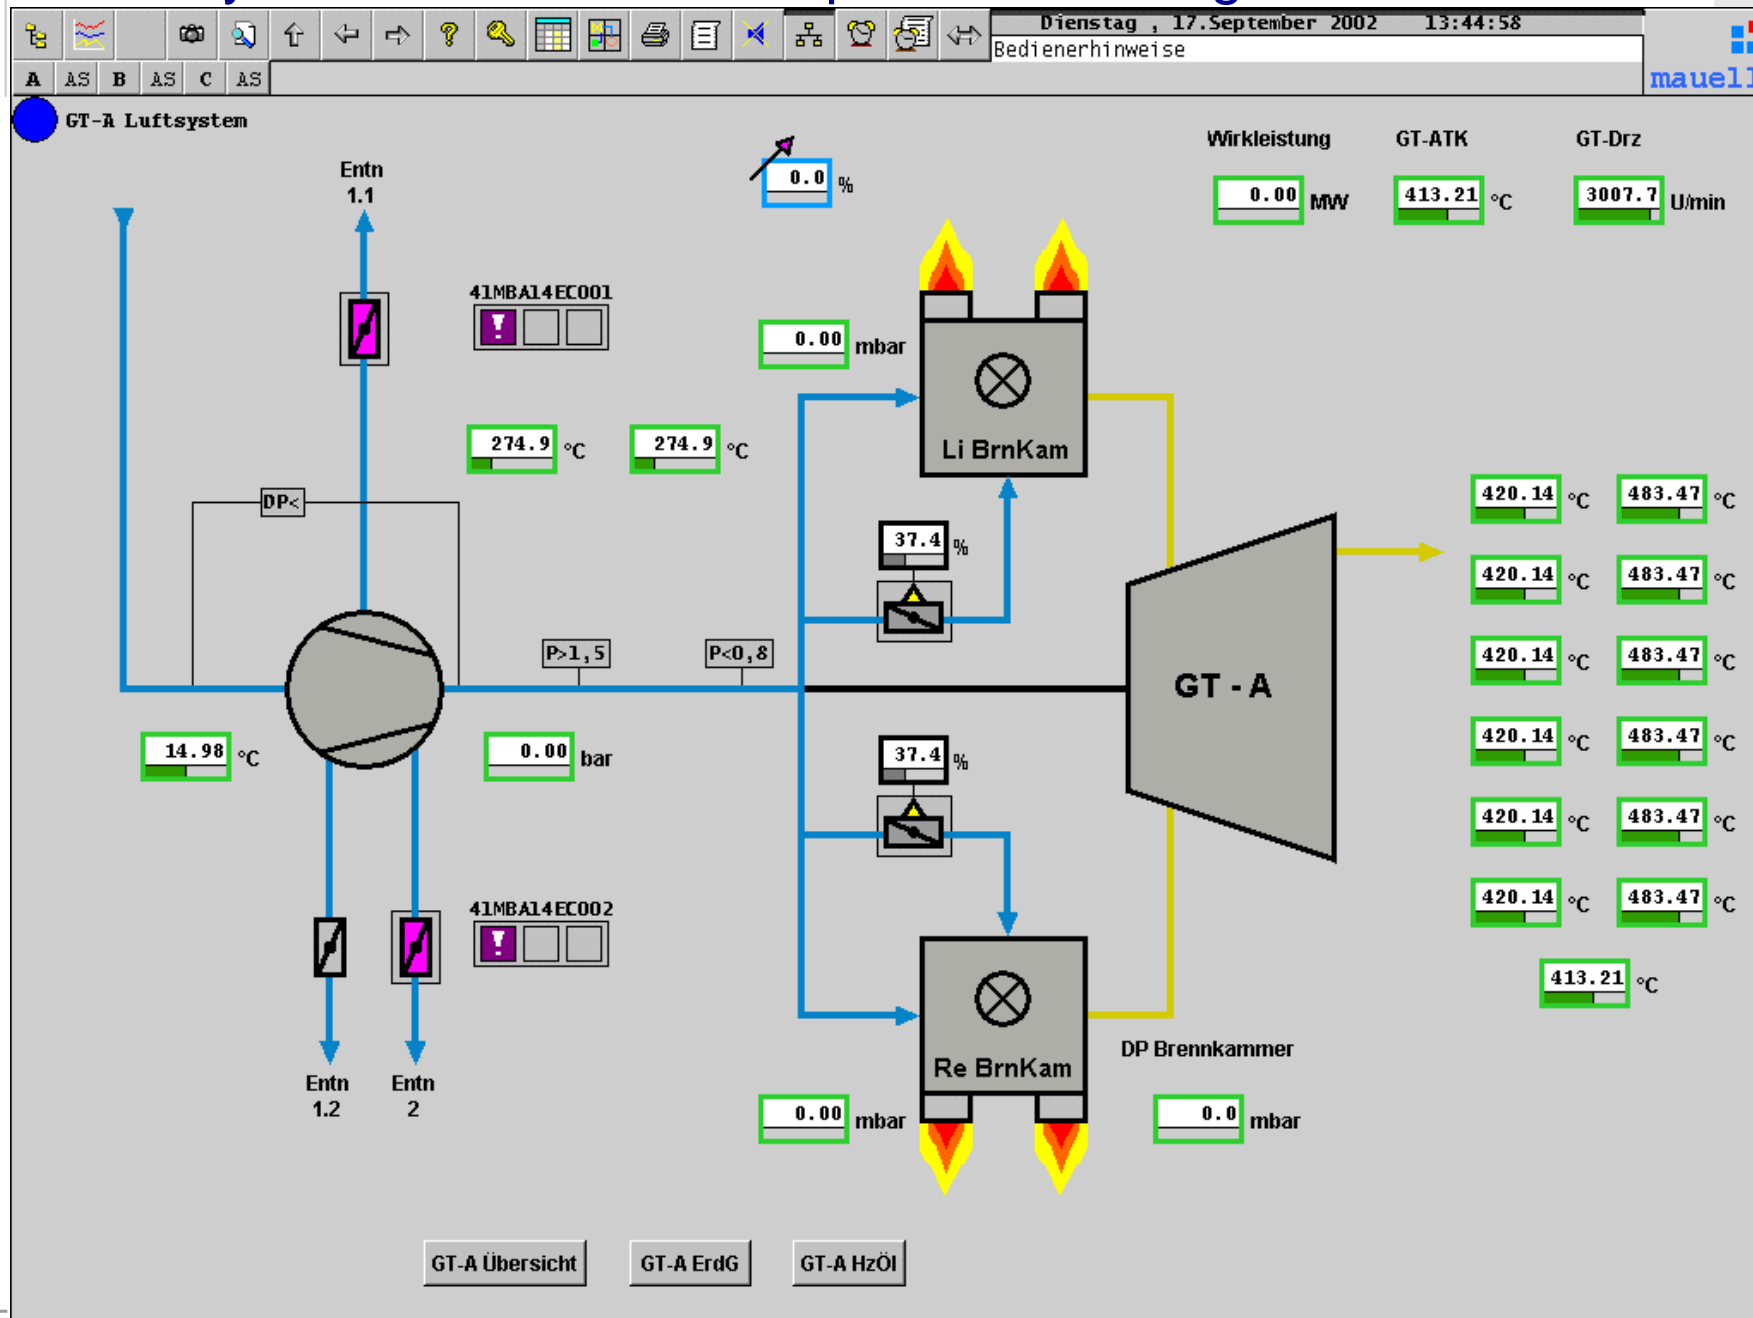 Dienstag , 17.September 2002 13:44:58
Bedienerhinweise
mauell
A AS B AS C AS
GT-A Luftsystem
Wirkleistung GT-ATK GT-Drz
0.00 MW 413.21 °C 3007.7 U/min
0.0 %
Entn
1.1
41MBA14EC001
!
0.00 mbar
274.9 °C 274.9 °C
Li BrnKam
DP<
37.4 %
420.14 °C 483.47 °C
420.14 °C 483.47 °C
420.14 °C 483.47 °C
420.14 °C 483.47 °C
420.14 °C 483.47 °C
420.14 °C 483.47 °C
413.21 °C
P>1,5 P<0,8
GT - A
14.98 °C 0.00 bar
37.4 %
41MBA14EC002
!
Re BrnKam
DP Brennkammer
Entn
1.2
Entn
2
0.00 mbar 0.0 mbar
GT-A Übersicht GT-A ErdG GT-A HzÖl